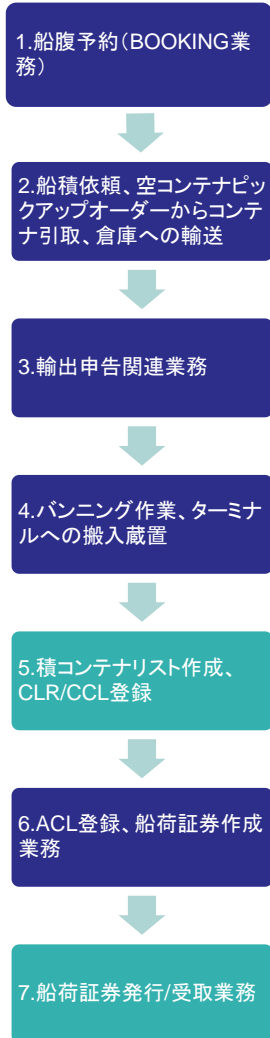 1.船腹予約(BOOKING業
務)
2.船積依頼、空コンテナピッ
クアップオーダーからコンテ
ナ引取、倉庫への輸送
3.輸出申告関連業務
4.バンニング作業、ターミナ
ルへの搬入蔵置
5.積コンテナリスト作成、
CLR/CCL登録
6.ACL登録、船荷証券作成
業務
7.船荷証券発行/受取業務